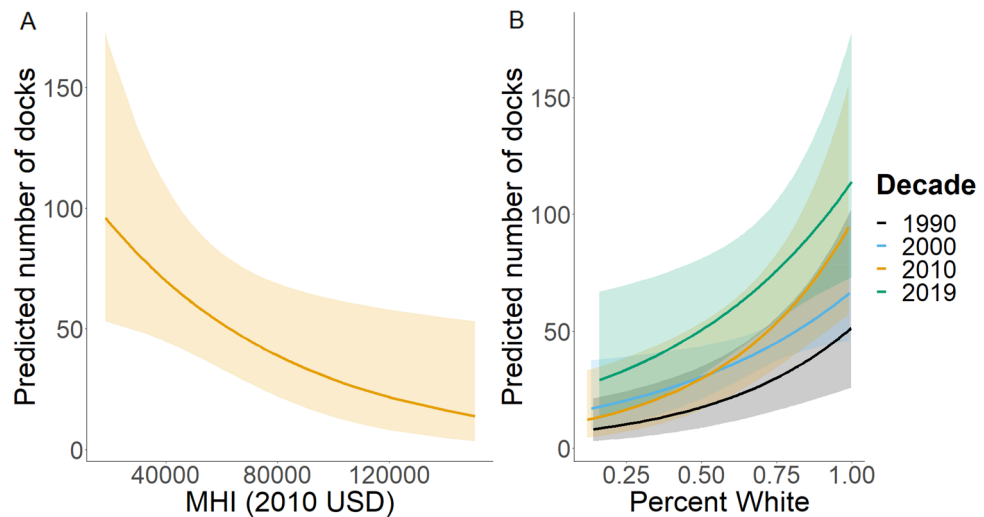 A
Predicted number of docks
150
100
50
0
40000 80000 120000
MHI (2010 USD)
B
Predicted number of docks
150
100
50
0
0.25 0.50 0.75 1.00
Percent White
Decade
1990
2000
2010
2019